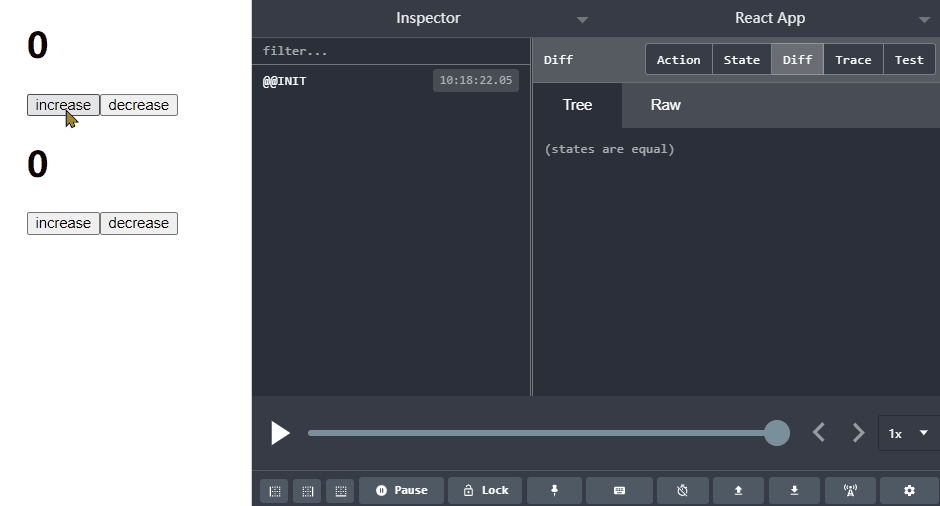 0
increase decrease
0
increase decrease
Inspector React App
filter...
@@INIT 10:18:22.05
Diff Action State Diff Trace Test
Tree Raw
(states are equal)
1x
Pause Lock